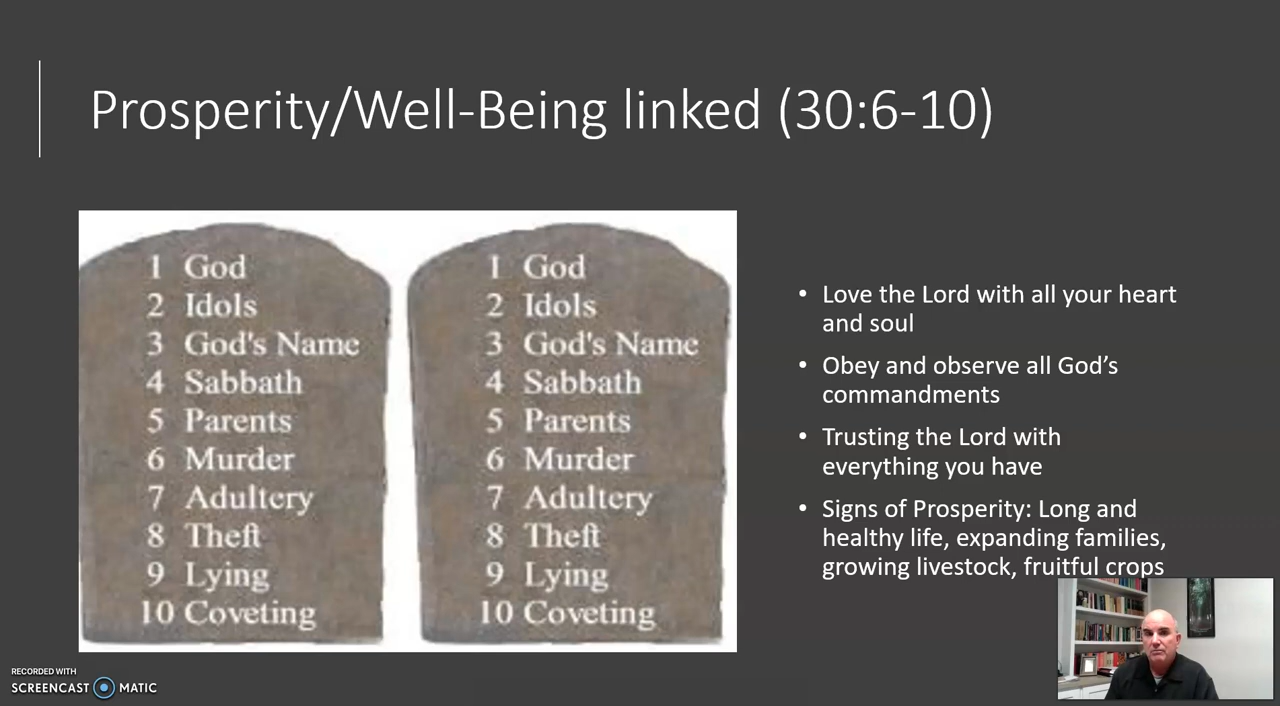 Prosperity/Well-Being linked (30:6-10)
1 God
2 Idols
3 God's Name
4 Sabbath
5 Parents
6 Murder
7 Adultery
8 Theft
9 Lying
10 Coveting
1 God
2 Idols
3 God's Name
4 Sabbath
5 Parents
6 Murder
7 Adultery
8 Theft
9 Lying
10 Coveting
• Love the Lord with all your heart
and soul
• Obey and observe all God’s
commandments
• Trusting the Lord with
everything you have
• Signs of Prosperity: Long and
healthy life, expanding families,
growing livestock, fruitful crops
RECORDED WITH
SCREENCAST MATIC